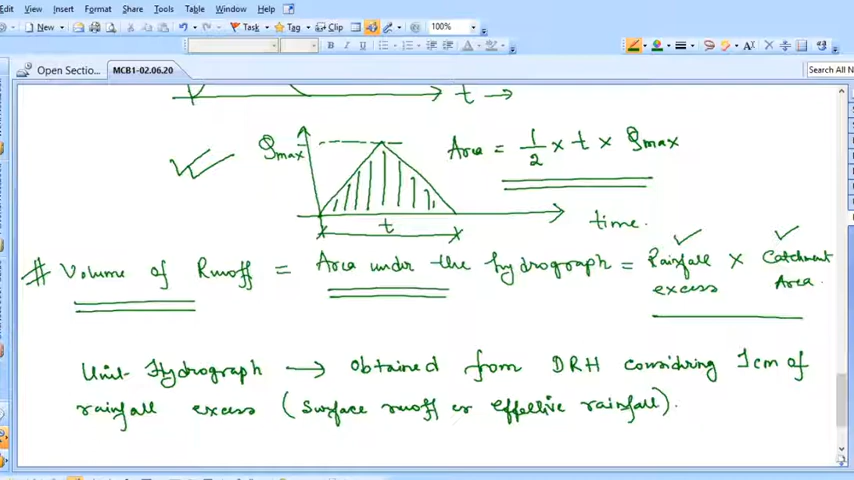 Edit View Insert Format Tools Table Window Help
New Task Tag Clip 100%
Open Sectio... MCB1-02.06.20 Search All N
t →
Qmax Area = 1/2 × t × Qmax
t time.
# Volume of Runoff = Area under the hydrograph = Rainfall excess × Catchment Area.
Unit Hydrograph → obtained from DRH considering 1cm of
rainfall excess (Surface runoff or effective rainfall).